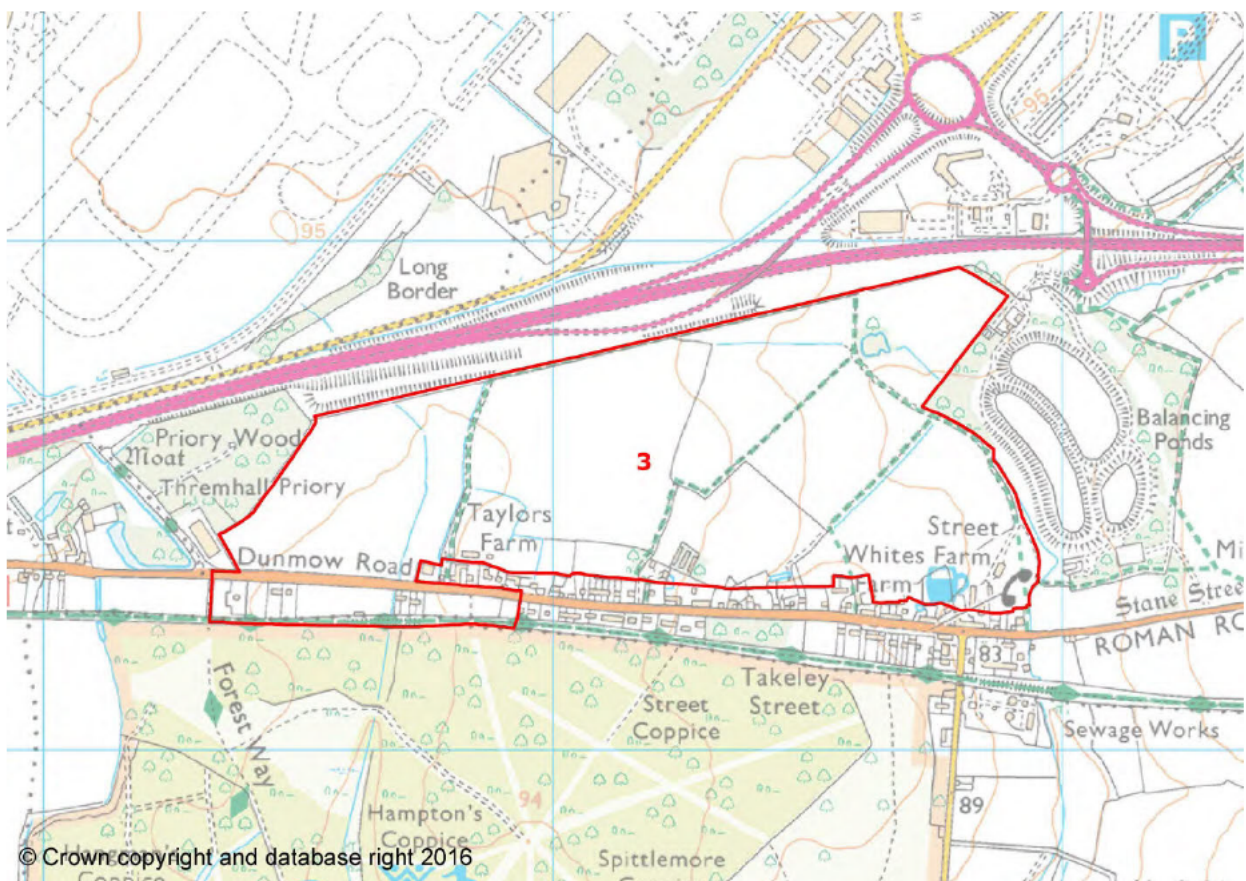 P
95
95
Long
Border
Priory Wood
Moat
Thremhall Priory
3
Balancing
Ponds
Taylors
Farm
Street
Whites Farm
Farm
Dunmow Road
Stane Stree
ROMAN RO
83
Takeley
Street
Street
Coppice
Sewage Works
Forest Way
89
94
Hampton's
Coppice
Spittlemore
© Crown copyright and database right 2016